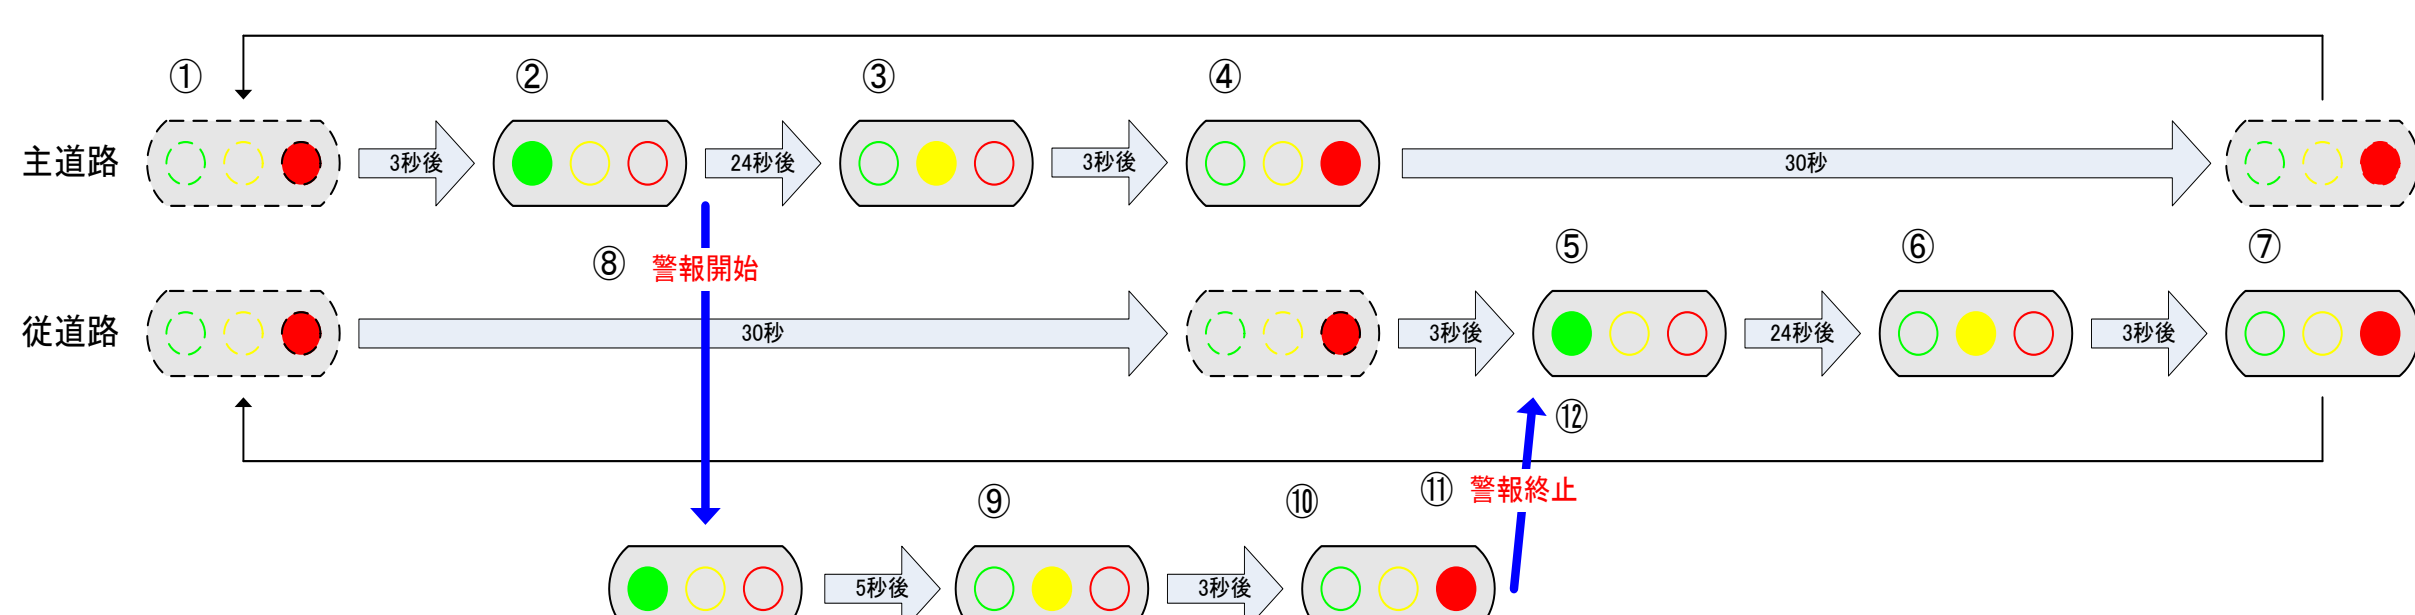 ① ② ③ ④
主道路 3秒後 24秒後 3秒後 30秒
⑤ ⑥ ⑦
⑧ 警報開始
従道路 30秒 3秒後 24秒後 3秒後
⑫
⑪ 警報終止
⑨ ⑩
5秒後 3秒後